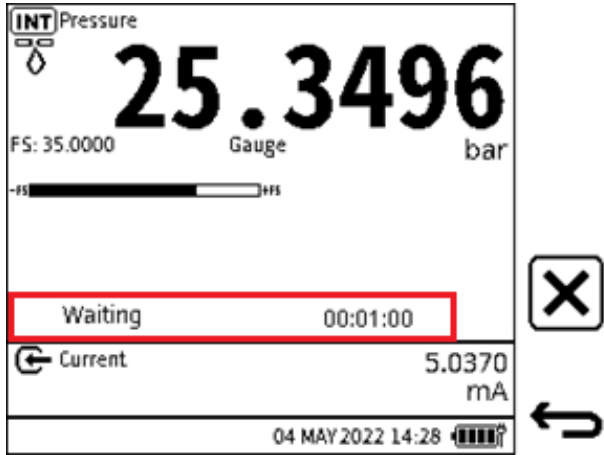 INT Pressure
25.3496
FS: 35.0000 Gauge bar
-FS +FS
Waiting 00:01:00
Current 5.0370
mA
04 MAY 2022 14:28